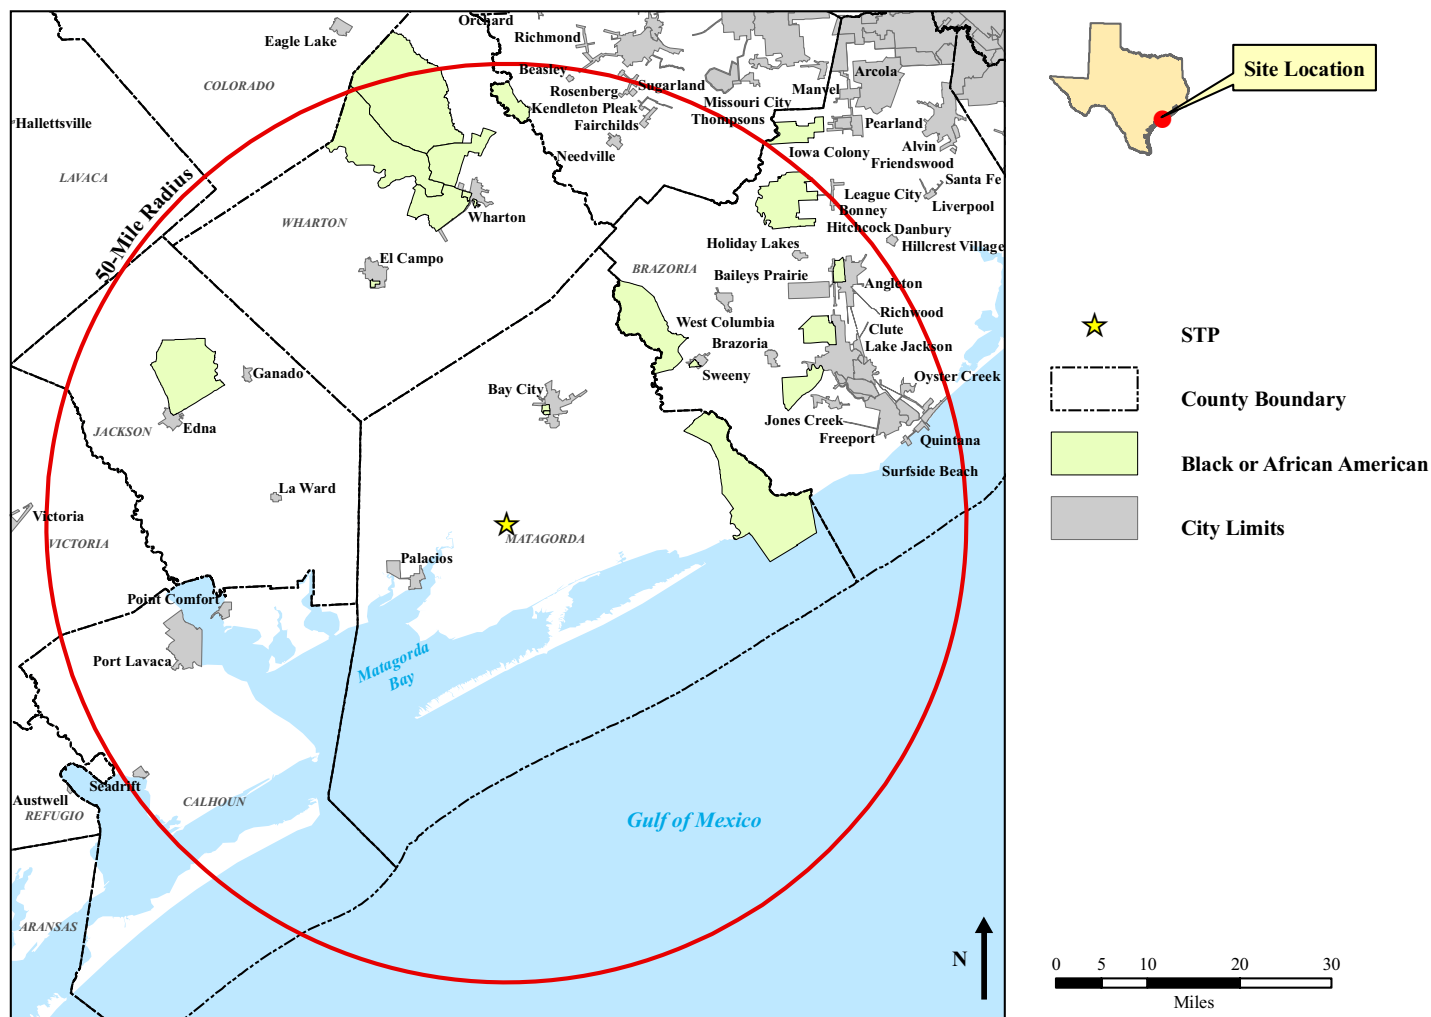 Orchard
Eagle Lake
Richmond
COLORADO
Beasley
Rosenberg
Sugarland
Kendleton Pleak
Fairchilds
Needville
Missouri City
Thompsons
Manvel
Arcola
Pearland
Iowa Colony
Alvin
Friendswood
Hallettsville
LAVACA
50-Mile Radius
WHARTON
Wharton
El Campo
Santa Fe
League City
Liverpool
Bonney
Hitchcock
Danbury
Hillcrest Village
Holiday Lakes
BRAZORIA
Baileys Prairie
Angleton
Richwood
West Columbia
Clute
Brazoria
Lake Jackson
Sweeny
Oyster Creek
Jones Creek
Freeport
Quintana
Surfside Beach
Ganado
Edna
JACKSON
Bay City
La Ward
Victoria
VICTORIA
MATAGORDA
Palacios
Point Comfort
Port Lavaca
Matagorda
Bay
Seadrift
Austwell
REFUGIO
CALHOUN
Gulf of Mexico
ARANSAS
N
Site Location
STP
County Boundary
Black or African American
City Limits
0 5 10 20 30
Miles